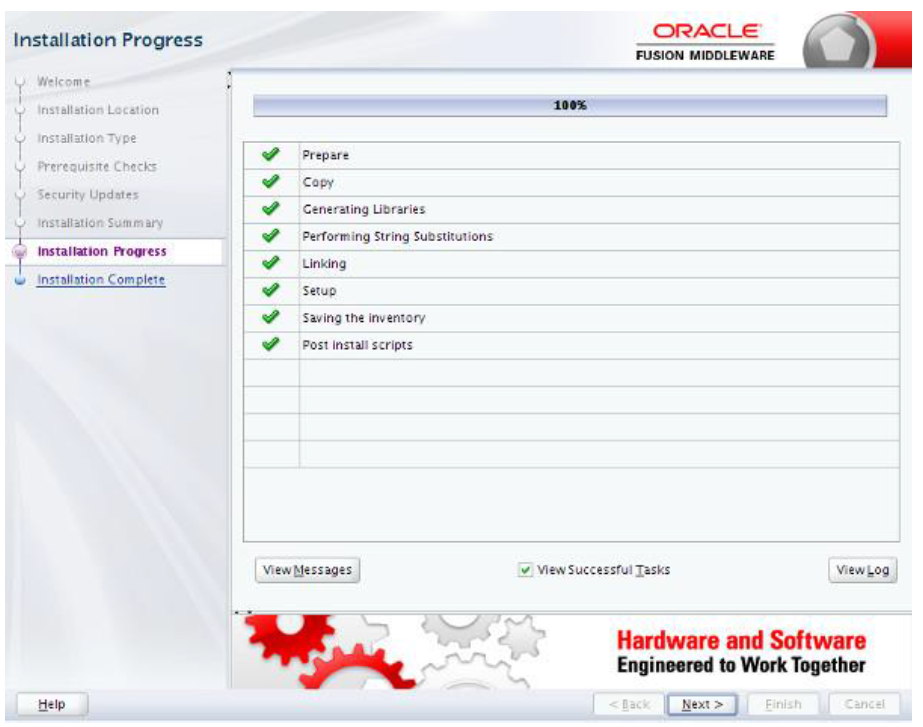 Installation Progress
ORACLE
FUSION MIDDLEWARE
Welcome
Installation Location
Installation Type
Prerequisite Checks
Security Updates
Installation Summary
Installation Progress
Installation Complete
100%
Prepare
Copy
Generating Libraries
Performing String Substitutions
Linking
Setup
Saving the inventory
Post install scripts
View Messages
View Successful Tasks
View Log
Hardware and Software
Engineered to Work Together
Help
< Back
Next >
Finish
Cancel